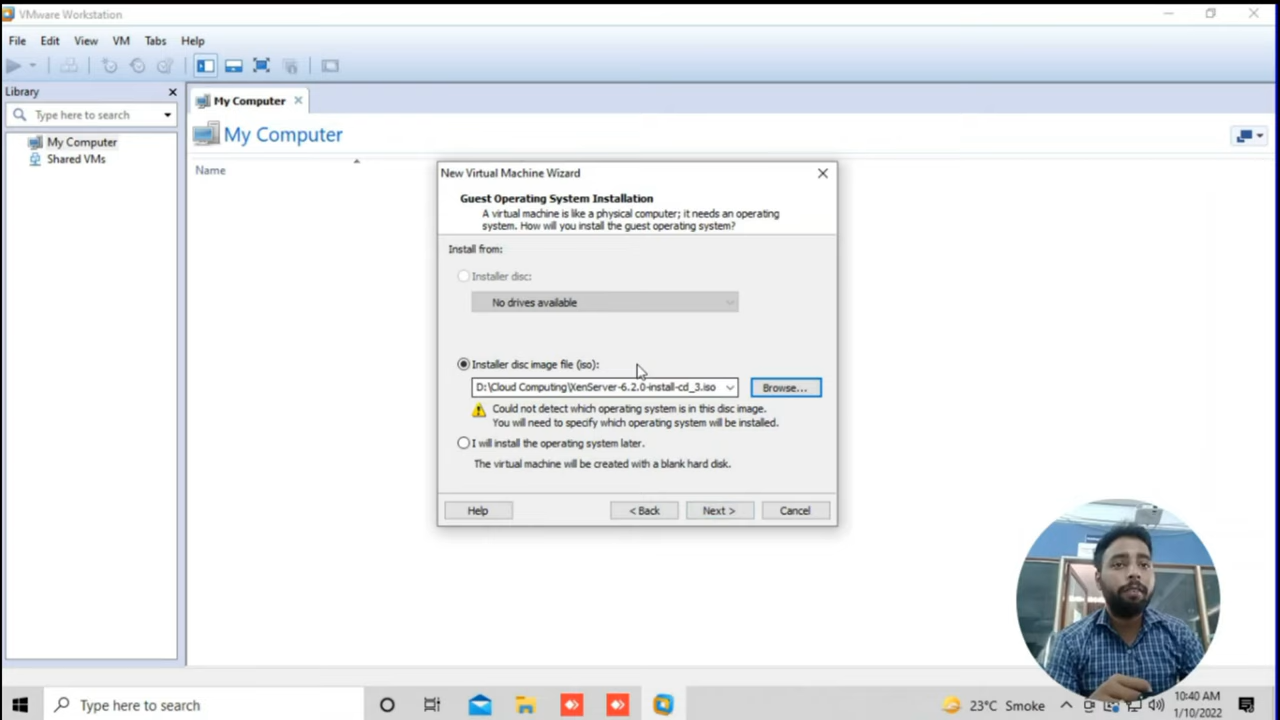 VMware Workstation
File Edit View VM Tabs Help
Library
My Computer
Type here to search
My Computer
My Computer
Shared VMs
Name
New Virtual Machine Wizard
Guest Operating System Installation
A virtual machine is like a physical computer; it needs an operating
system. How will you install the guest operating system?
Install from:
Installer disc:
No drives available
Installer disc image file (iso):
D:\Cloud Computing\XenServer-6.2.0-install-cd_3.iso
Browse...
Could not detect which operating system is in this disc image.
You will need to specify which operating system will be installed.
I will install the operating system later.
The virtual machine will be created with a blank hard disk.
Help
< Back
Next >
Cancel
Type here to search
23°C Smoke
10:40 AM
1/10/2022